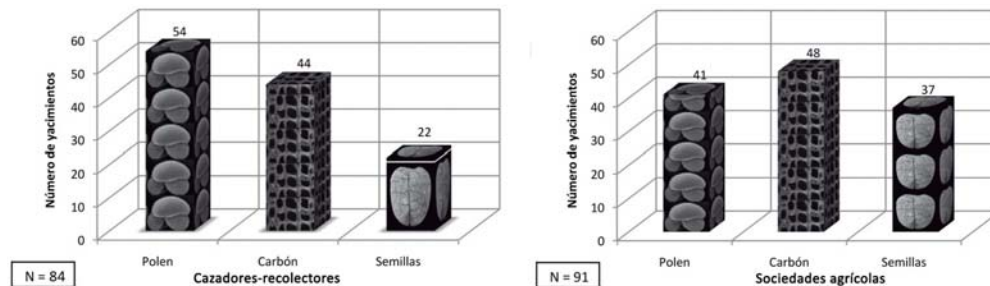 54
60
50
44
40
30
22
20
10
0
Número de yacimientos
Polen Carbón Semillas
N = 84
Cazadores-recolectores
60
48
50
41
40
37
30
20
10
0
Número de yacimientos
Polen Carbón Semillas
N = 91
Sociedades agrícolas